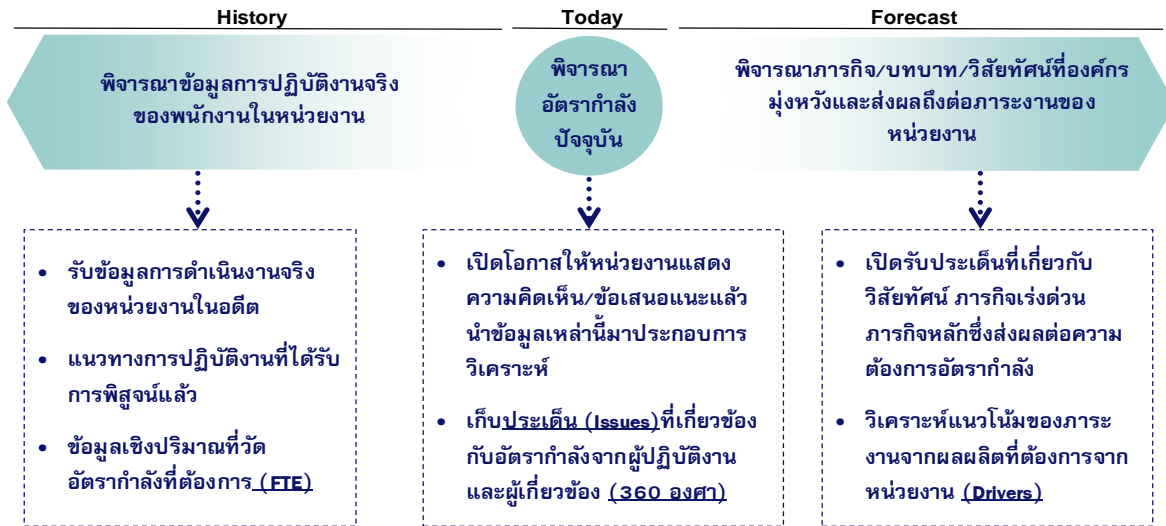 History
Today
Forecast
พิจารณาข้อมูลการปฏิบัติงานจริง
ของพนักงานในหน่วยงาน
พิจารณา
อัตรากำลัง
ปัจจุบัน
พิจารณาภารกิจ/บทบาท/วิสัยทัศน์ที่องค์กร
มุ่งหวังและส่งผลถึงต่อภาระงานของ
หน่วยงาน
• รับข้อมูลการดำเนินงานจริง
ของหน่วยงานในอดีต
• แนวทางการปฏิบัติงานที่ได้รับ
การพิสูจน์แล้ว
• ข้อมูลเชิงปริมาณที่วัด
อัตรากำลังที่ต้องการ (FTE)
• เปิดโอกาสให้หน่วยงานแสดง
ความคิดเห็น/ข้อเสนอแนะแล้ว
นำข้อมูลเหล่านี้มาประกอบการ
วิเคราะห์
• เก็บประเด็น (Issues)ที่เกี่ยวข้อง
กับอัตรากำลังจากผู้ปฏิบัติงาน
และผู้เกี่ยวข้อง (360 องศา)
• เปิดรับประเด็นที่เกี่ยวกับ
วิสัยทัศน์ ภารกิจเร่งด่วน
ภารกิจหลักซึ่งส่งผลต่อความ
ต้องการอัตรากำลัง
• วิเคราะห์แนวโน้มของภาระ
งานจากผลผลิตที่ต้องการจาก
หน่วยงาน (Drivers)